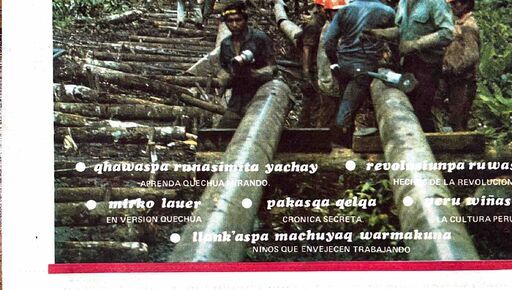 • qhawaspa runasimita yachay • revolusiunpa ruwas
APRENDA QUECHUA MIRANDO. HECHOS DE LA REVOLUCION
• mirko lauer • pakasqa qelqa • peru wiñas
EN VERSION QUECHUA CRONICA SECRETA LA CULTURA PERU
• llank'aspa machuyaq warmakuna
NIÑOS QUE ENVEJECEN TRABAJANDO